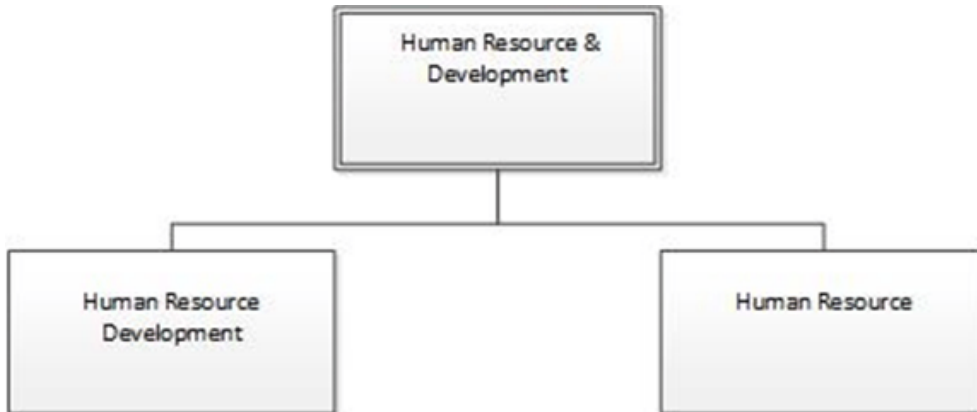 Human Resource &
Development
Human Resource
Development
Human Resource